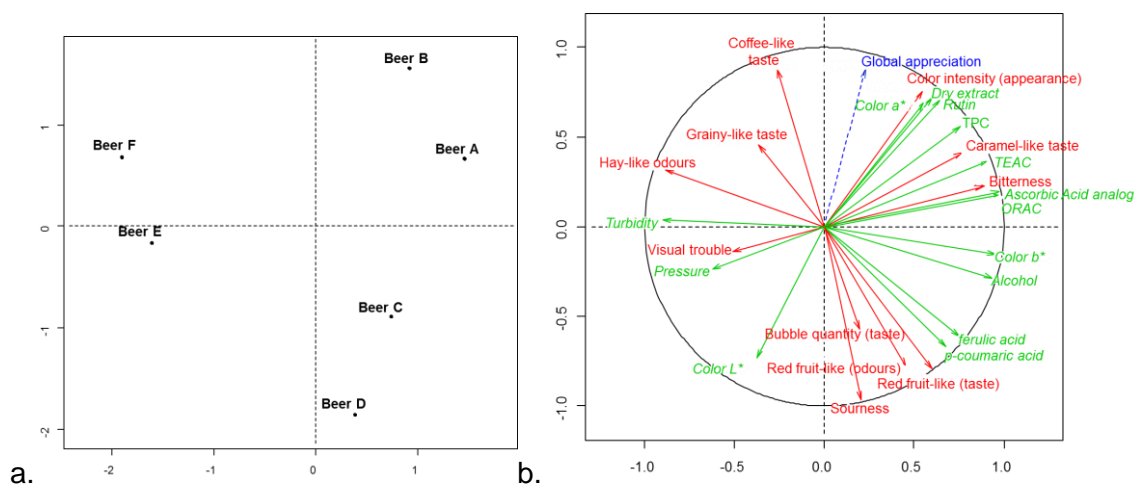 Beer B
Beer A
Beer F
Beer E
Beer C
Beer D
1
0
-1
-2
-2
-1
0
1
a.
Coffee-like
taste
Global appreciation
Color intensity (appearance)
Dry extract
Color a*
Rutin
TPC
Grainy-like taste
Caramel-like taste
Hay-like odours
TEAC
Bitterness
Ascorbic Acid analog
ORAC
Turbidity
Visual trouble
Pressure
Color b*
Alcohol
Bubble quantity (taste)
ferulic acid
p-coumaric acid
Color L*
Red fruit-like (odours)
Red fruit-like (taste)
Sourness
1.0
0.5
0.0
-0.5
-1.0
-1.0
-0.5
0.0
0.5
1.0
b.